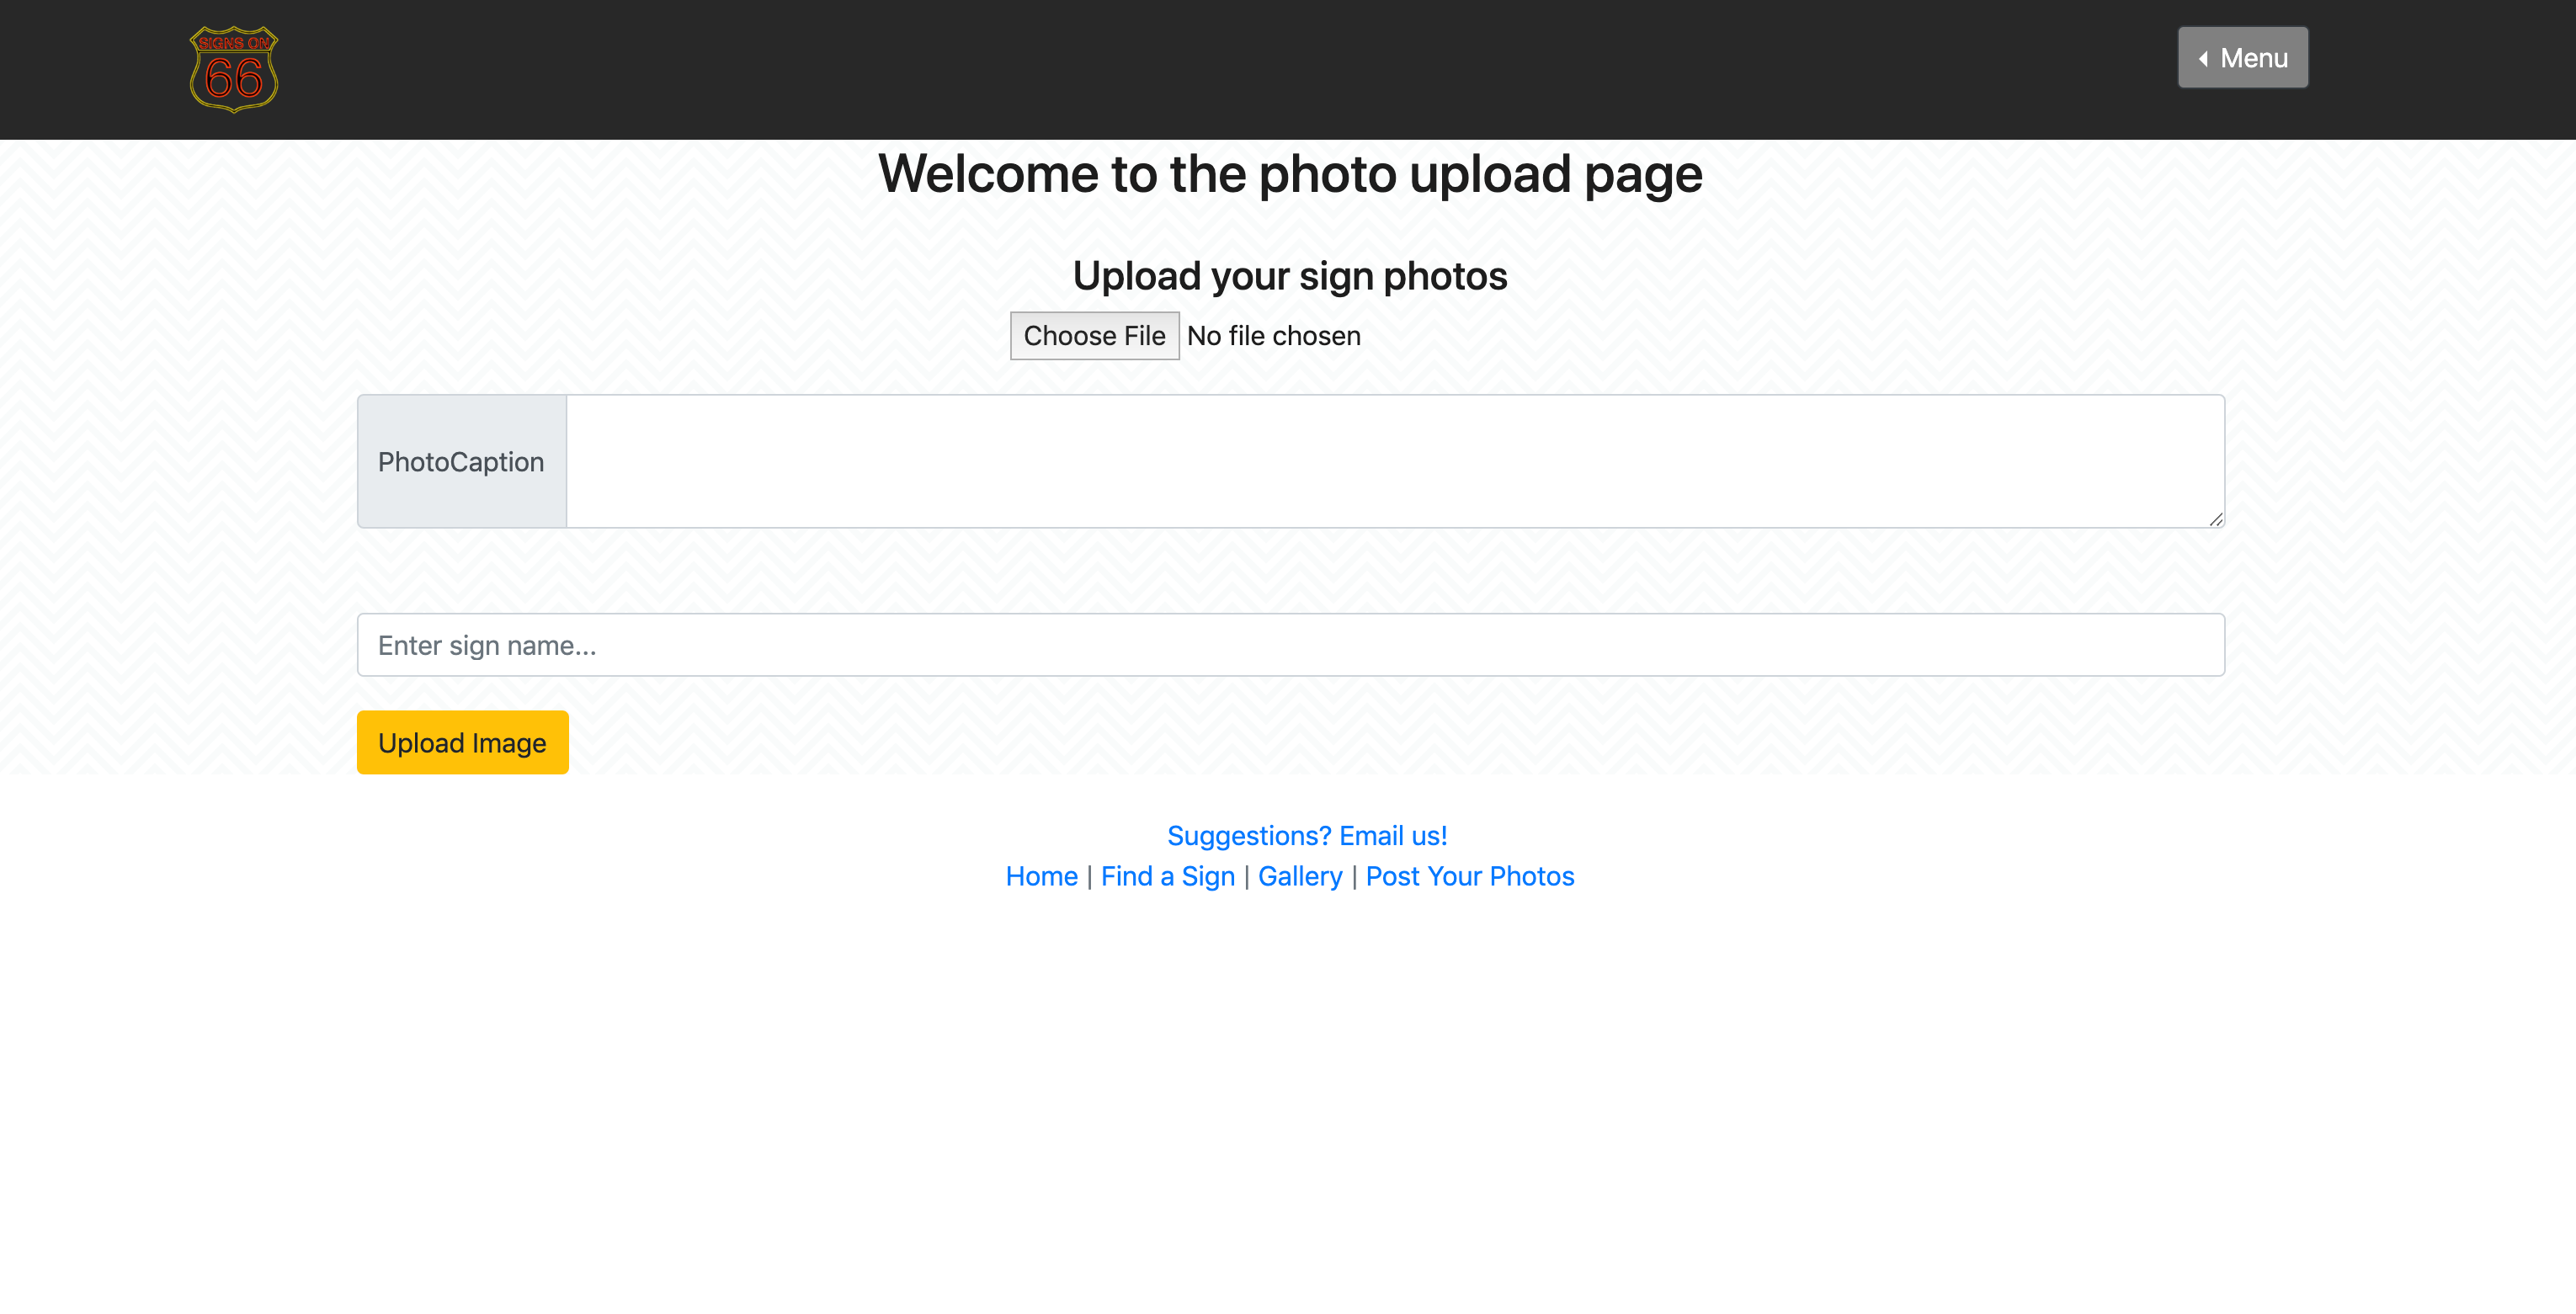 SIGNS ON
66
Menu
Welcome to the photo upload page
Upload your sign photos
Choose File No file chosen
PhotoCaption
Enter sign name...
Upload Image
Suggestions? Email us!
Home | Find a Sign | Gallery | Post Your Photos